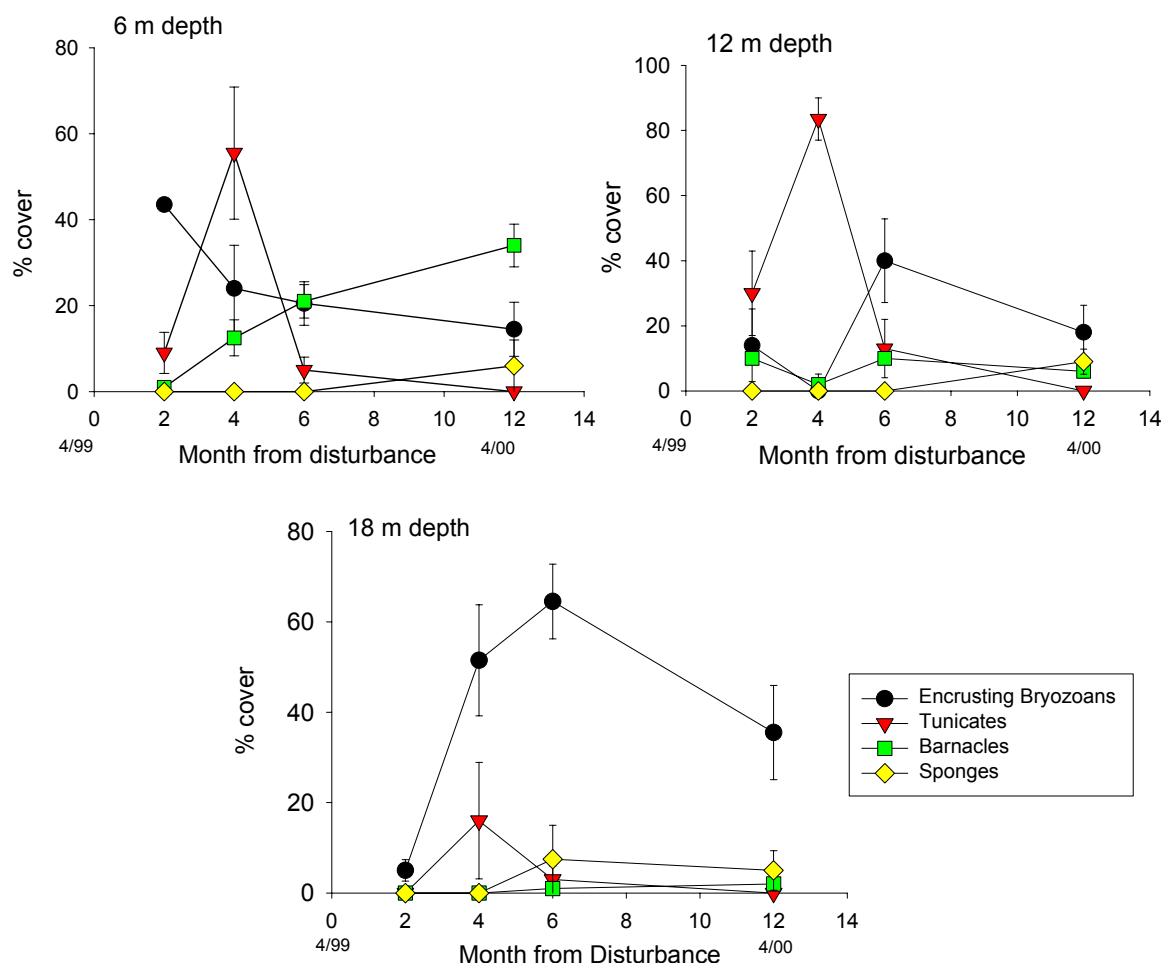 6 m depth
80
60
40
20
0
% cover
0 2 4 6 8 10 12 14
4/99 4/00
Month from disturbance
12 m depth
100
80
60
40
20
0
% cover
0 2 4 6 8 10 12 14
4/99 4/00
Month from disturbance
18 m depth
80
60
40
20
0
% cover
0 2 4 6 8 10 12 14
4/99 4/00
Month from Disturbance
Encrusting Bryozoans
Tunicates
Barnacles
Sponges